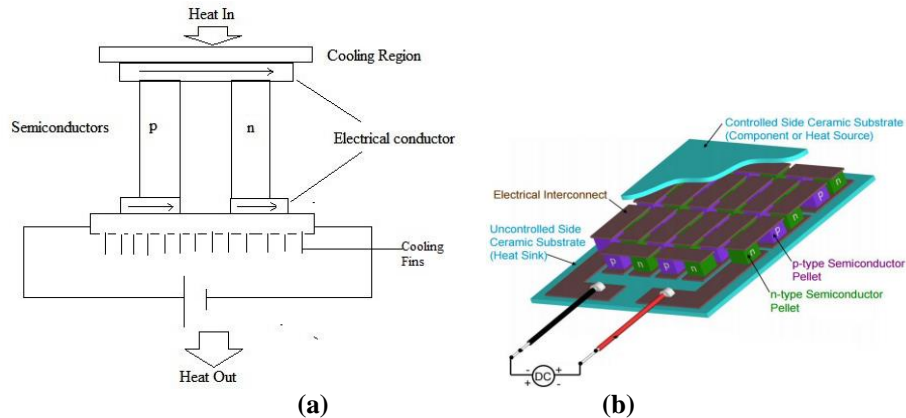 Heat In
Cooling Region
Semiconductors
p
n
Electrical conductor
Cooling
Fins
Heat Out
(a)
Controlled Side Ceramic Substrate
(Component or Heat Source)
Electrical Interconnect
Uncontrolled Side
Ceramic Substrate
(Heat Sink)
P
n
P
n
n
P
n
P
p-type Semiconductor
Pellet
n-type Semiconductor
Pellet
- -
DC
+ +
(b)